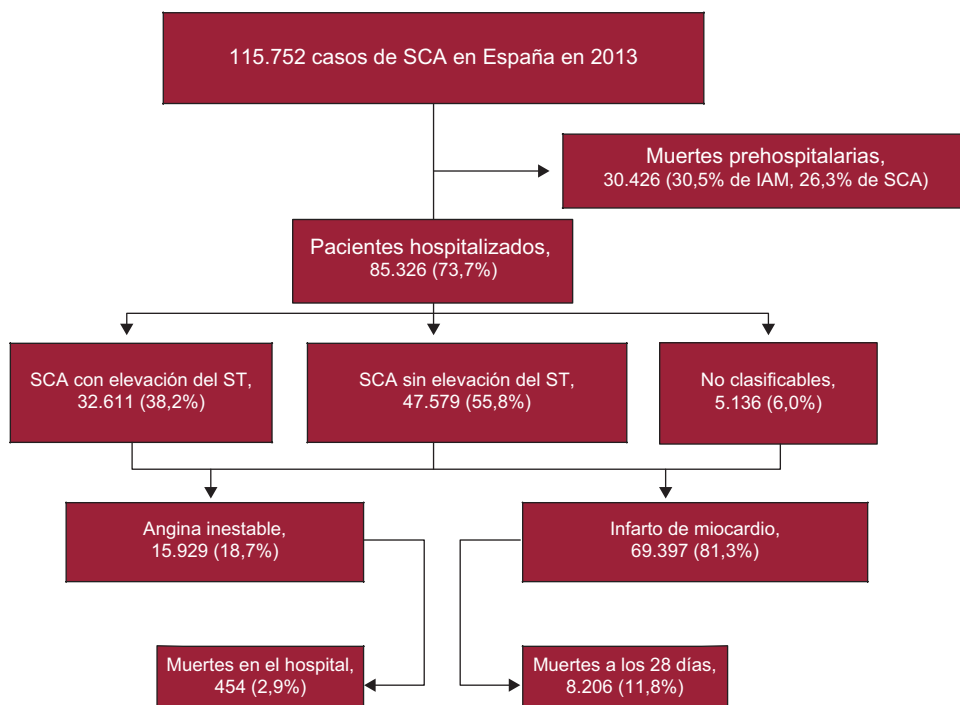 115.752 casos de SCA en España en 2013
Muertes prehospitalarias,
30.426 (30,5% de IAM, 26,3% de SCA)
Pacientes hospitalizados,
85.326 (73,7%)
SCA con elevación del ST,
32.611 (38,2%)
SCA sin elevación del ST,
47.579 (55,8%)
No clasificables,
5.136 (6,0%)
Angina inestable,
15.929 (18,7%)
Infarto de miocardio,
69.397 (81,3%)
Muertes en el hospital,
454 (2,9%)
Muertes a los 28 días,
8.206 (11,8%)